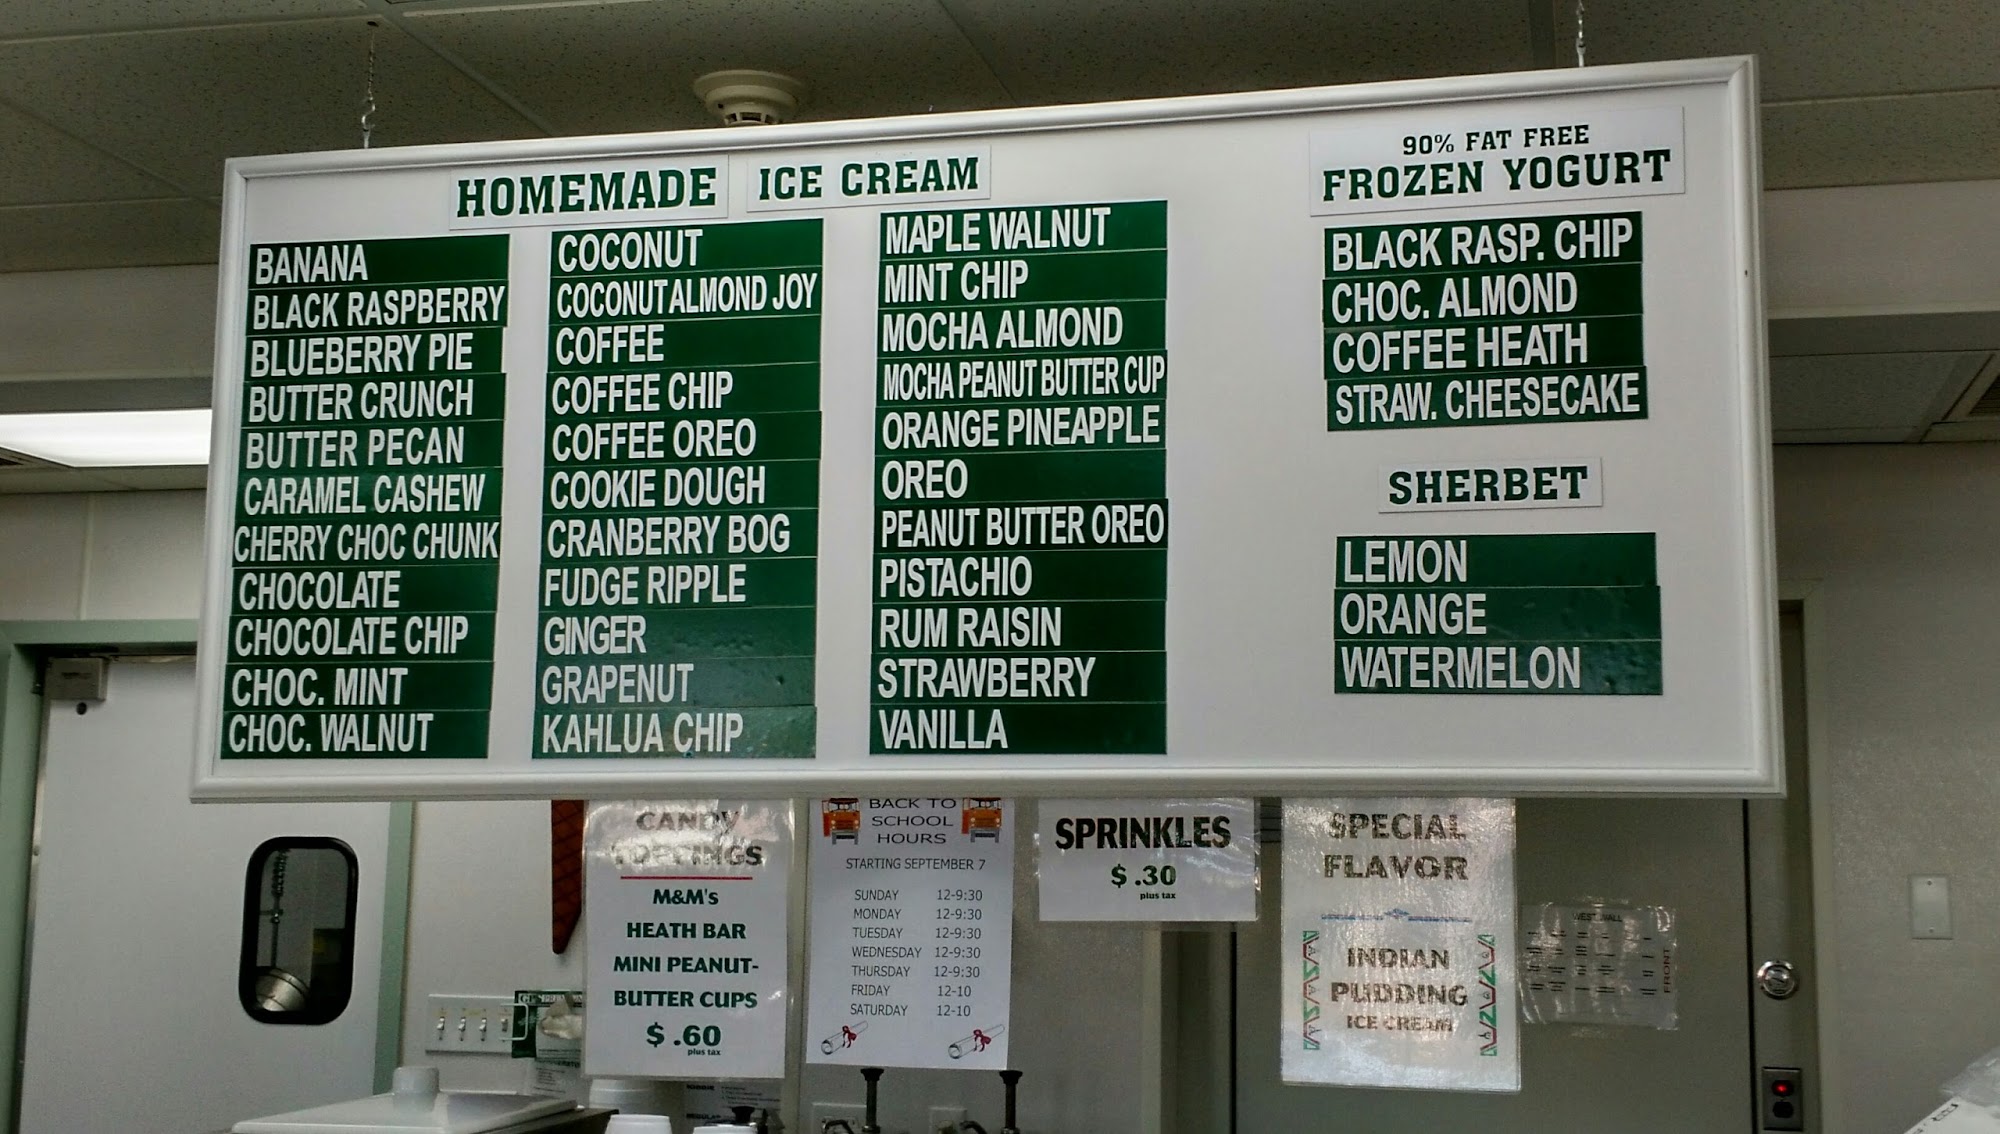 HOMEMADE ICE CREAM
BANANA
BLACK RASPBERRY
BLUEBERRY PIE
BUTTER CRUNCH
BUTTER PECAN
CARAMEL CASHEW
CHERRY CHOC CHUNK
CHOCOLATE
CHOCOLATE CHIP
CHOC. MINT
CHOC. WALNUT
COCONUT
COCONUT ALMOND JOY
COFFEE
COFFEE CHIP
COFFEE OREO
COOKIE DOUGH
CRANBERRY BOG
FUDGE RIPPLE
GINGER
GRAPENUT
KAHLUA CHIP
MAPLE WALNUT
MINT CHIP
MOCHA ALMOND
MOCHA PEANUT BUTTER CUP
ORANGE PINEAPPLE
OREO
PEANUT BUTTER OREO
PISTACHIO
RUM RAISIN
STRAWBERRY
VANILLA
90% FAT FREE
FROZEN YOGURT
BLACK RASP. CHIP
CHOC. ALMOND
COFFEE HEATH
STRAW. CHEESECAKE
SHERBET
LEMON
ORANGE
WATERMELON
CANDY
TOPPINGS
M&M's
HEATH BAR
MINI PEANUT-
BUTTER CUPS
$ .60
plus tax
BACK TO
SCHOOL
HOURS
STARTING SEPTEMBER 7
SUNDAY 12-9:30
MONDAY 12-9:30
TUESDAY 12-9:30
WEDNESDAY 12-9:30
THURSDAY 12-9:30
FRIDAY 12-10
SATURDAY 12-10
SPRINKLES
$ .30
plus tax
SPECIAL
FLAVOR
INDIAN
PUDDING
ICE CREAM
WEST WALL
FRONT